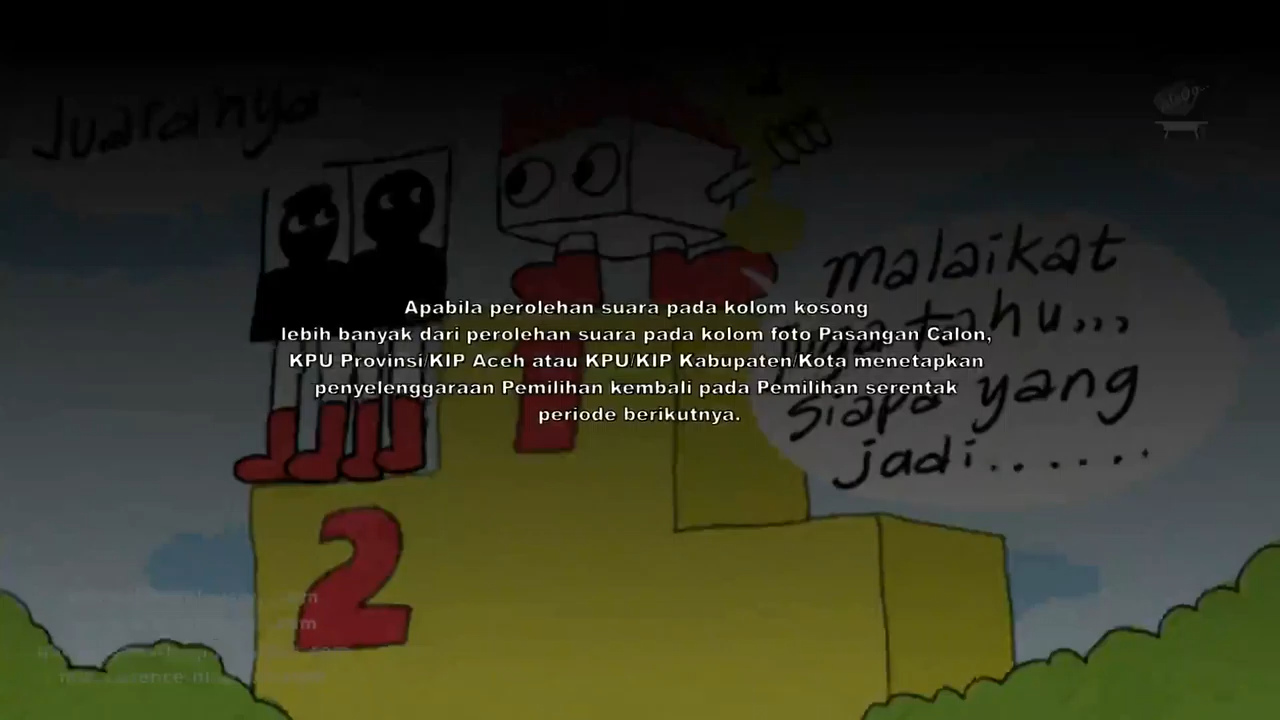 Juaranya
malaikat
tahu,,,
siapa yang
jadi......
Apabila perolehan suara pada kolom kosong
lebih banyak dari perolehan suara pada kolom foto Pasangan Calon,
KPU Provinsi/KIP Aceh atau KPU/KIP Kabupaten/Kota menetapkan
penyelenggaraan Pemilihan kembali pada Pemilihan serentak
periode berikutnya.
1
2